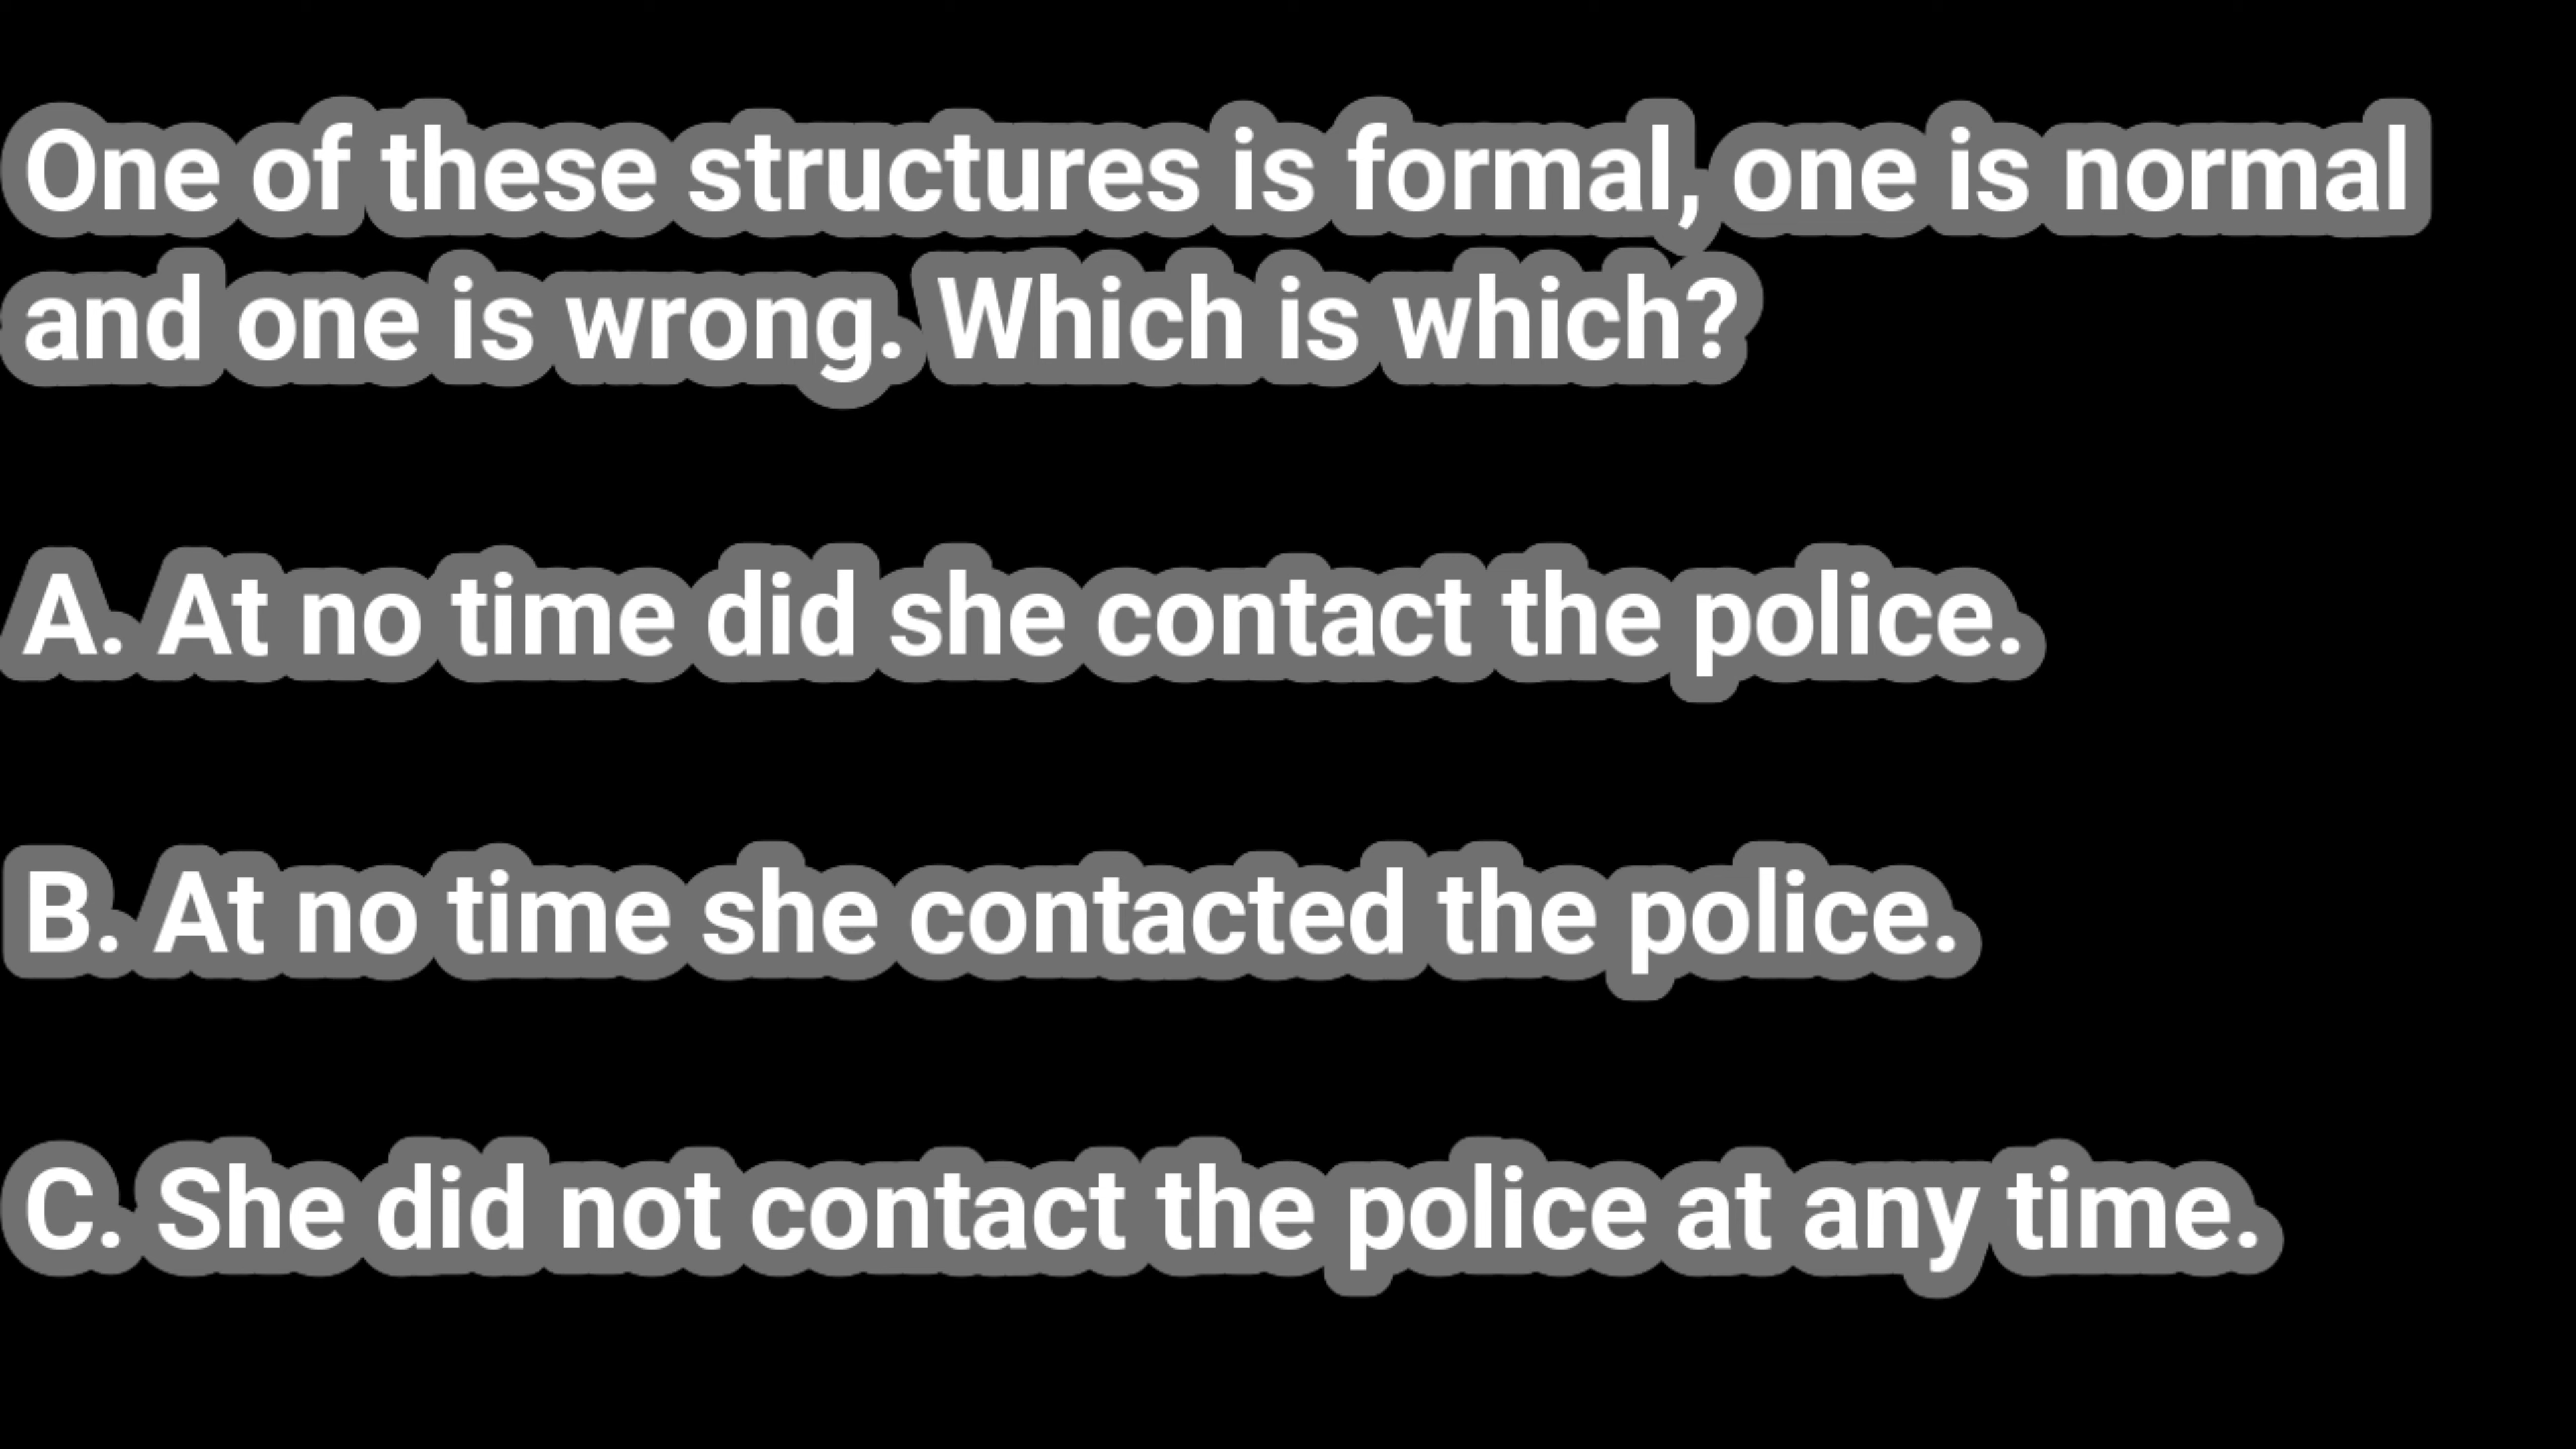 One of these structures is formal, one is normal
and one is wrong. Which is which?
A. At no time did she contact the police.
B. At no time she contacted the police.
C. She did not contact the police at any time.